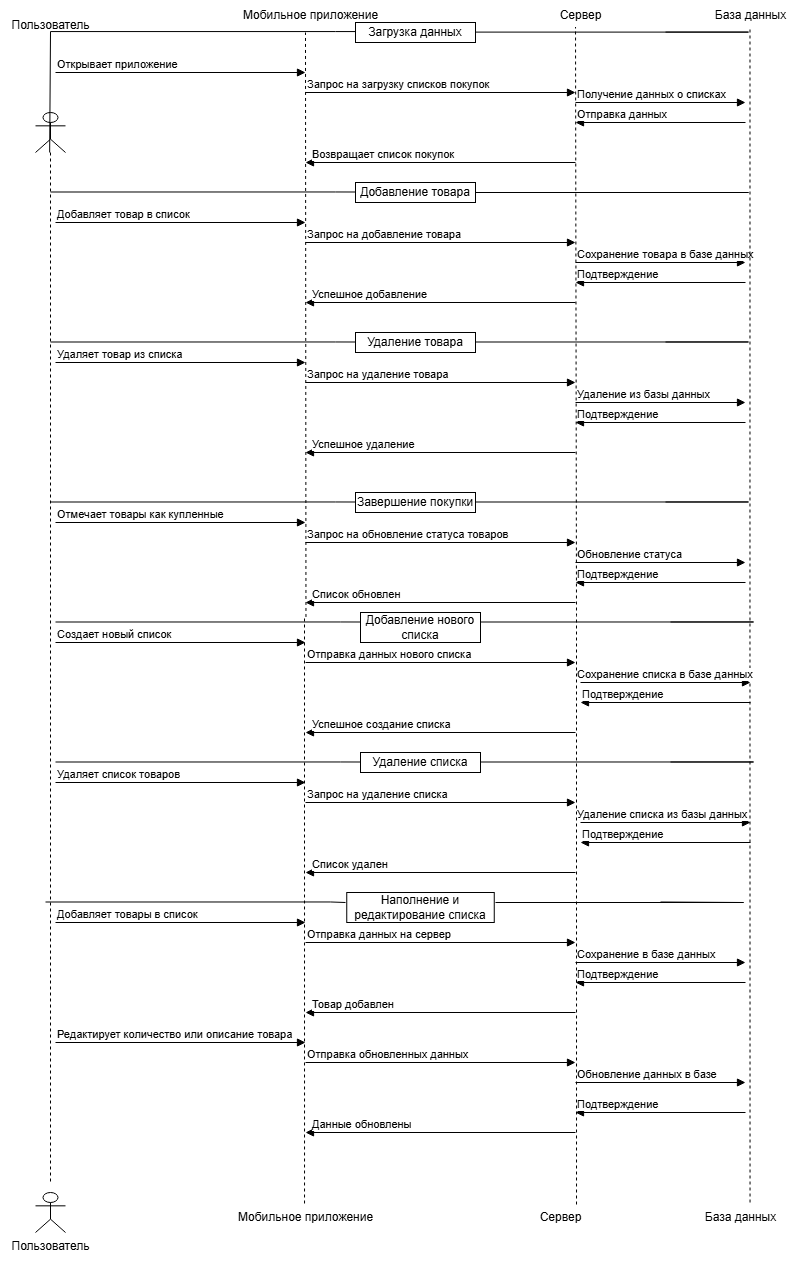 Пользователь
Мобильное приложение
Сервер
База данных
Загрузка данных
Открывает приложение
Запрос на загрузку списков покупок
Получение данных о списках
Отправка данных
Возвращает список покупок
Добавление товара
Добавляет товар в список
Запрос на добавление товара
Сохранение товара в базе данных
Подтверждение
Успешное добавление
Удаление товара
Удаляет товар из списка
Запрос на удаление товара
Удаление из базы данных
Подтверждение
Успешное удаление
Завершение покупки
Отмечает товары как купленные
Запрос на обновление статуса товаров
Обновление статуса
Подтверждение
Список обновлен
Добавление нового
списка
Создает новый список
Отправка данных нового списка
Сохранение списка в базе данных
Подтверждение
Успешное создание списка
Удаление списка
Удаляет список товаров
Запрос на удаление списка
Удаление списка из базы данных
Подтверждение
Список удален
Наполнение и
редактирование списка
Добавляет товары в список
Отправка данных на сервер
Сохранение в базе данных
Подтверждение
Товар добавлен
Редактирует количество или описание товара
Отправка обновленных данных
Обновление данных в базе
Подтверждение
Данные обновлены
Мобильное приложение
Сервер
База данных
Пользователь